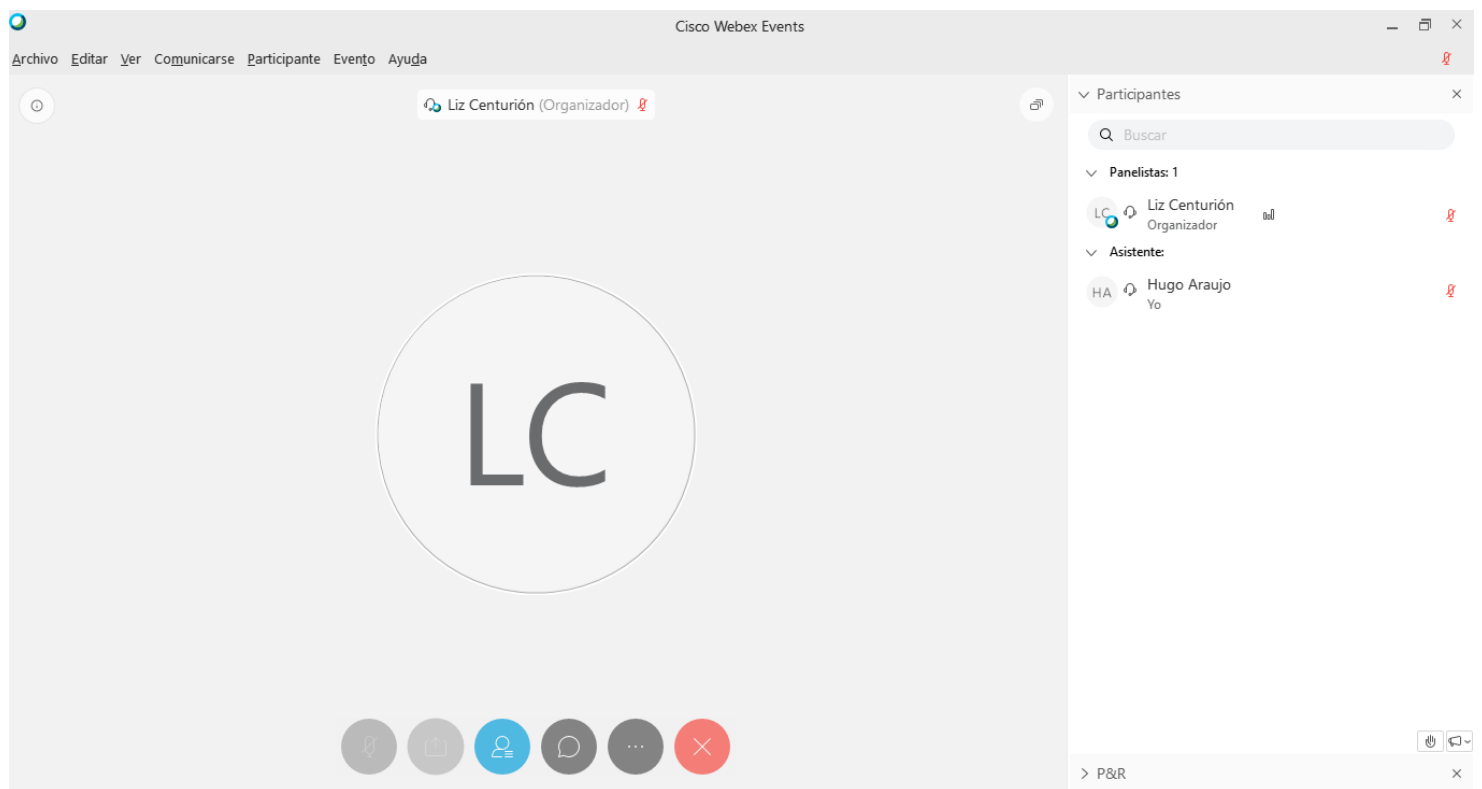 Cisco Webex Events
Archivo Editar Ver Comunicarse Participante Evento Ayuda
Liz Centurión (Organizador)
LC
Participantes
Buscar
Panelistas: 1
LC Liz Centurión
Organizador
Asistente:
HA Hugo Araujo
Yo
P&R